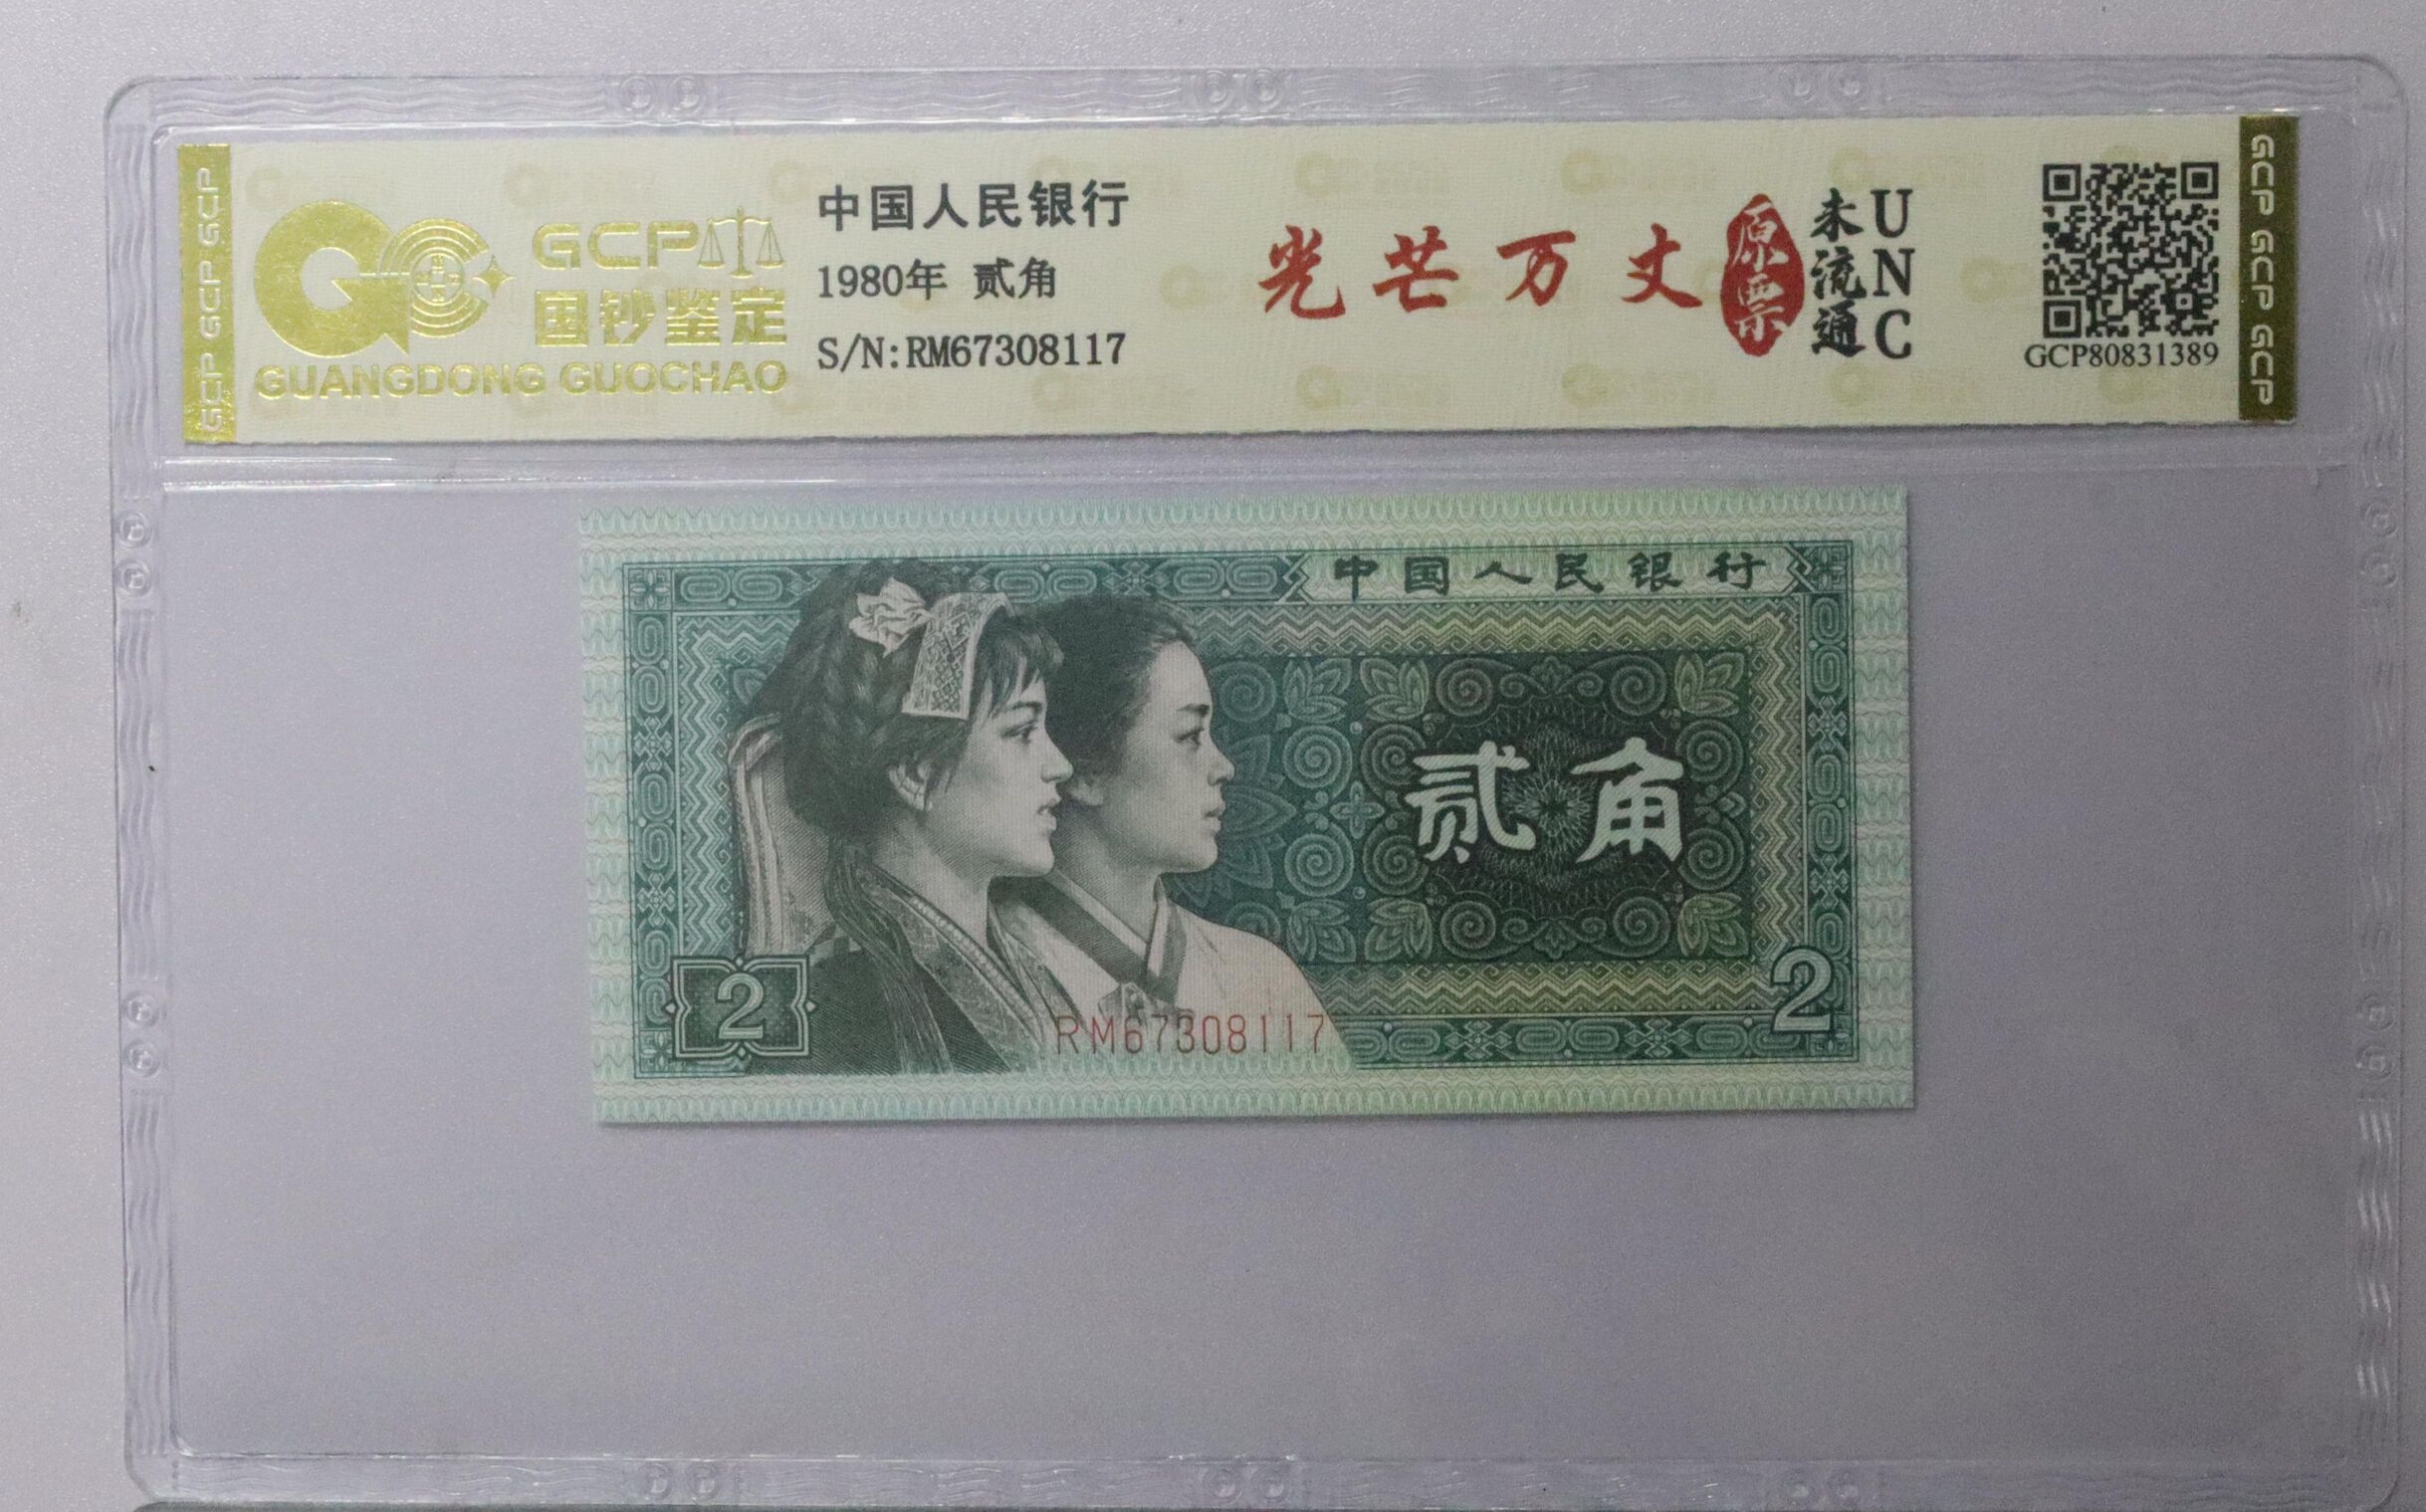 GCP GCP GCP
GCP
国钞鉴定
GUANGDONG GUOCHAO
中国人民银行
1980年 贰角
S/N:RM67308117
光芒万丈
原票
未流通
UNC
GCP80831389
GCP GCP GCP
中国人民银行
贰角
2
2
RM67308117